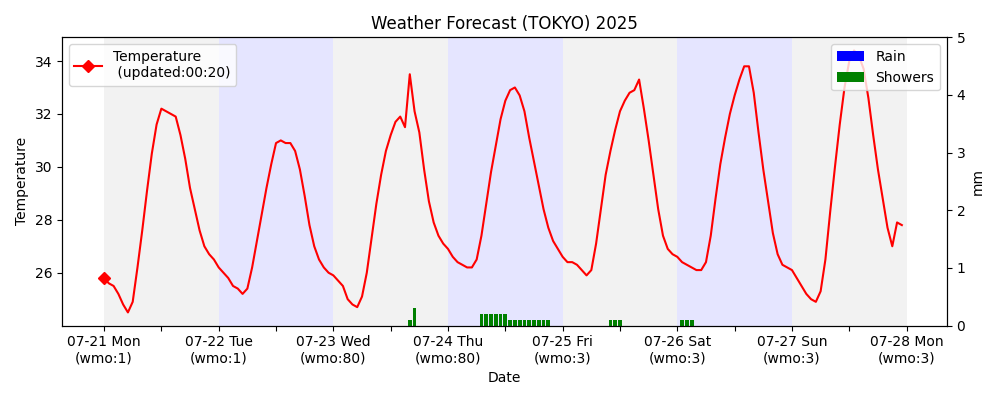 Weather Forecast (TOKYO) 2025
Temperature
(updated:00:20)
Rain
Showers
34
32
30
28
26
Temperature
5
4
3
2
1
0
mm
07-21 Mon
(wmo:1)
07-22 Tue
(wmo:1)
07-23 Wed
(wmo:80)
07-24 Thu
(wmo:80)
07-25 Fri
(wmo:3)
07-26 Sat
(wmo:3)
07-27 Sun
(wmo:3)
07-28 Mon
(wmo:3)
Date